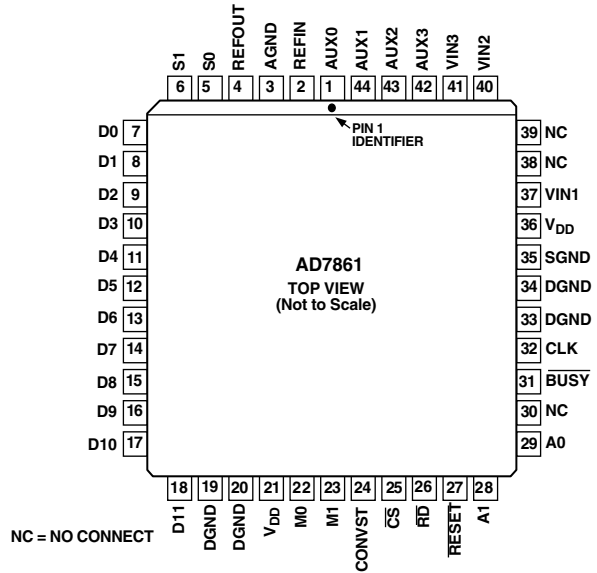 S1 S0 REFOUT AGND REFIN AUX0 AUX1 AUX2 AUX3 VIN3 VIN2
6 5 4 3 2 1 44 43 42 41 40
PIN 1
IDENTIFIER
D0 7
D1 8
D2 9
D3 10
D4 11
D5 12
D6 13
D7 14
D8 15
D9 16
D10 17
AD7861
TOP VIEW
(Not to Scale)
39 NC
38 NC
37 VIN1
36 VDD
35 SGND
34 DGND
33 DGND
32 CLK
31 BUSY
30 NC
29 A0
18 19 20 21 22 23 24 25 26 27 28
D11 DGND DGND VDD M0 M1 CONVST CS RD RESET A1
NC = NO CONNECT